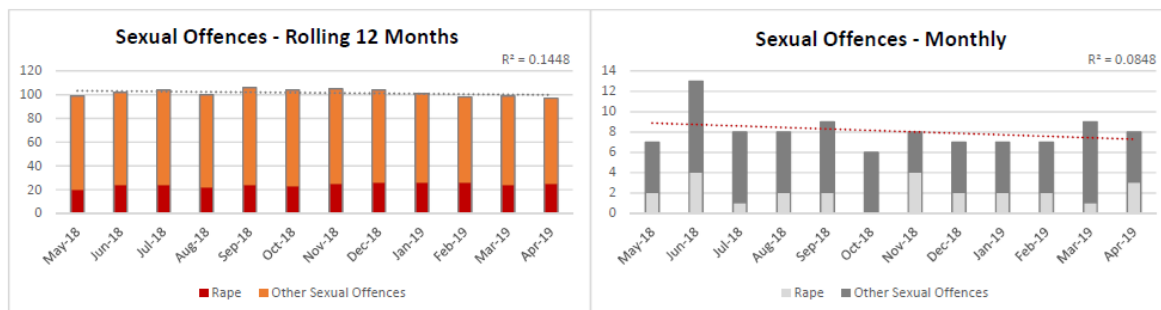 Sexual Offences - Rolling 12 Months
R² = 0.1448
120
100
80
60
40
20
0
May-18 Jun-18 Jul-18 Aug-18 Sep-18 Oct-18 Nov-18 Dec-18 Jan-19 Feb-19 Mar-19 Apr-19
Rape Other Sexual Offences
Sexual Offences - Monthly
R² = 0.0848
14
12
10
8
6
4
2
0
May-18 Jun-18 Jul-18 Aug-18 Sep-18 Oct-18 Nov-18 Dec-18 Jan-19 Feb-19 Mar-19 Apr-19
Rape Other Sexual Offences